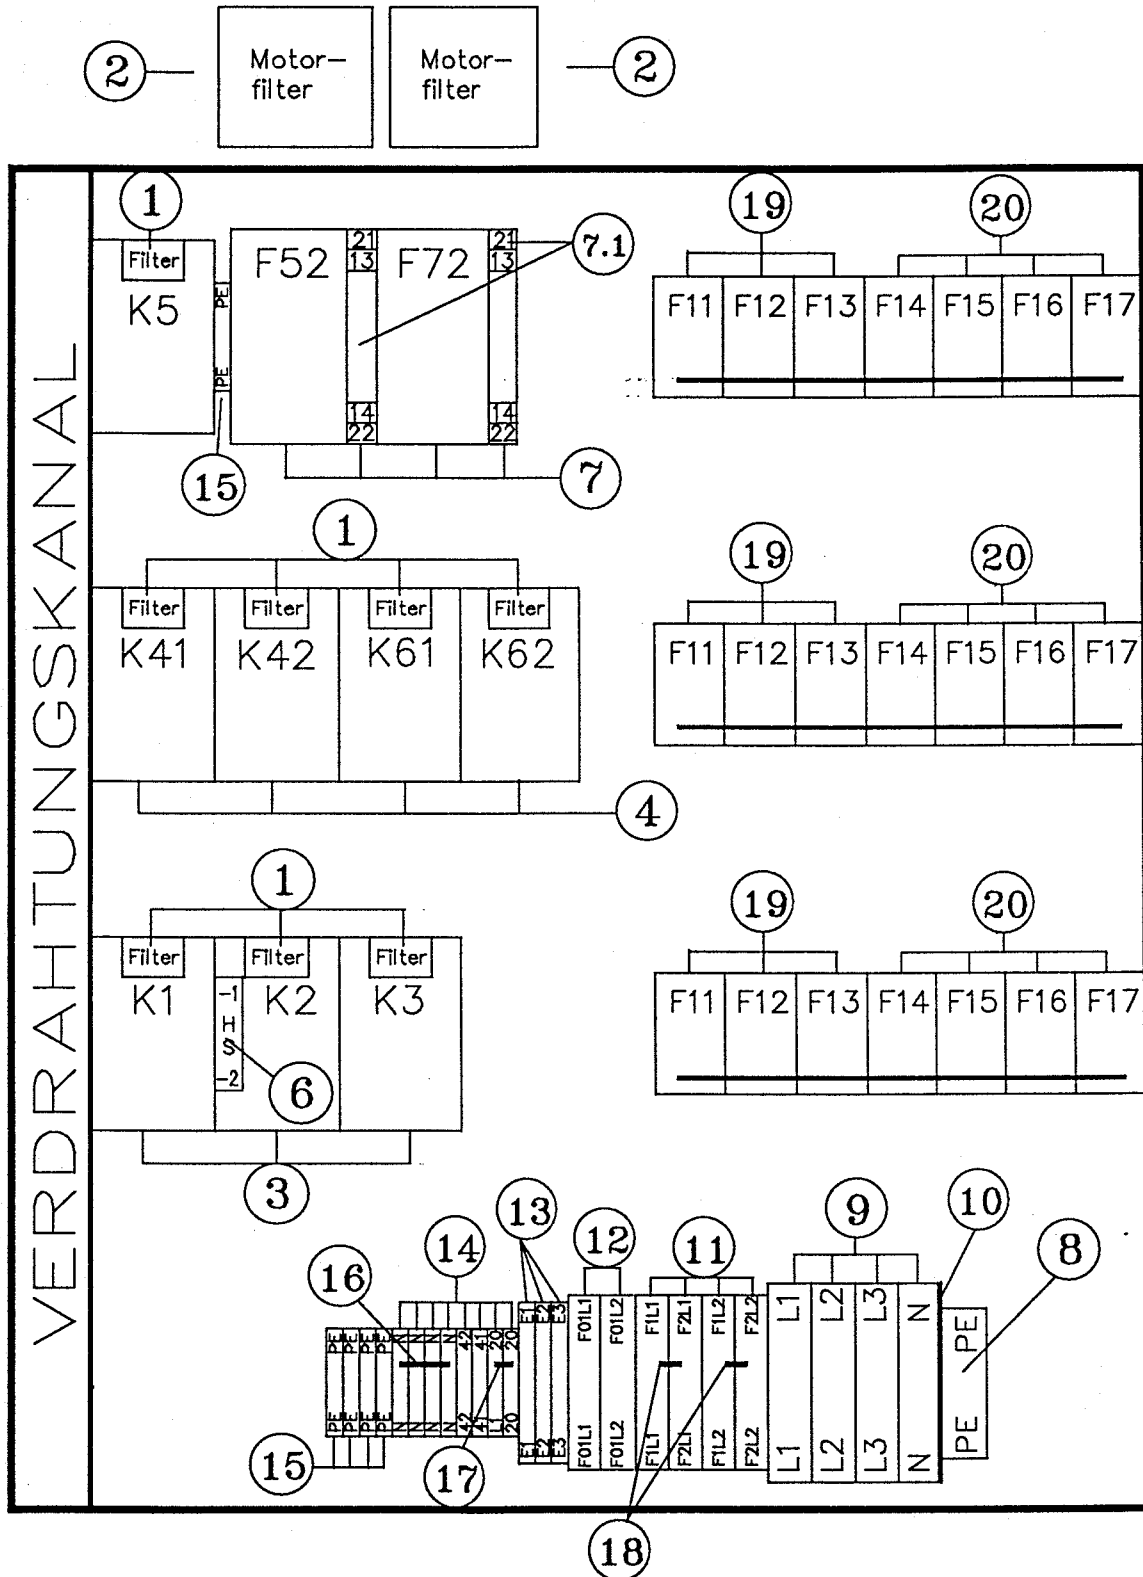 2
Motor-
filter
Motor-
filter
2
VERDRAHTUNGSKANAL
1
Filter
K5
PE
PE
15
F52
21
13
14
22
F72
21
13
14
22
7.1
7
19
20
F11 F12 F13 F14 F15 F16 F17
1
Filter Filter Filter Filter
K41 K42 K61 K62
4
19
20
F11 F12 F13 F14 F15 F16 F17
1
Filter Filter Filter
K1 K2 K3
-1
H
S
-2
6
3
19
20
F11 F12 F13 F14 F15 F16 F17
16 14 13 12 11 9 10 8
PE PE PE PE N N N N 42 41 20 20 E1 E2 E3 F01L1 F01L2 F1L1 F2L1 F1L2 F2L2 L1 L2 L3 N PE
PE PE PE PE N N N N 42 41 L1 20 E1 E2 E3 F01L1 F01L2 F1L1 F2L1 F1L2 F2L2 L1 L2 L3 N PE
15 17 18